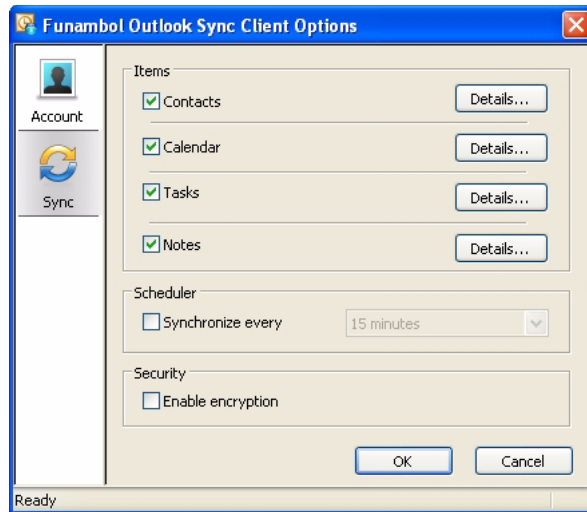 Funambol Outlook Sync Client Options
Account
Sync
Items
Contacts Details...
Calendar Details...
Tasks Details...
Notes Details...
Scheduler
Synchronize every 15 minutes
Security
Enable encryption
OK Cancel
Ready